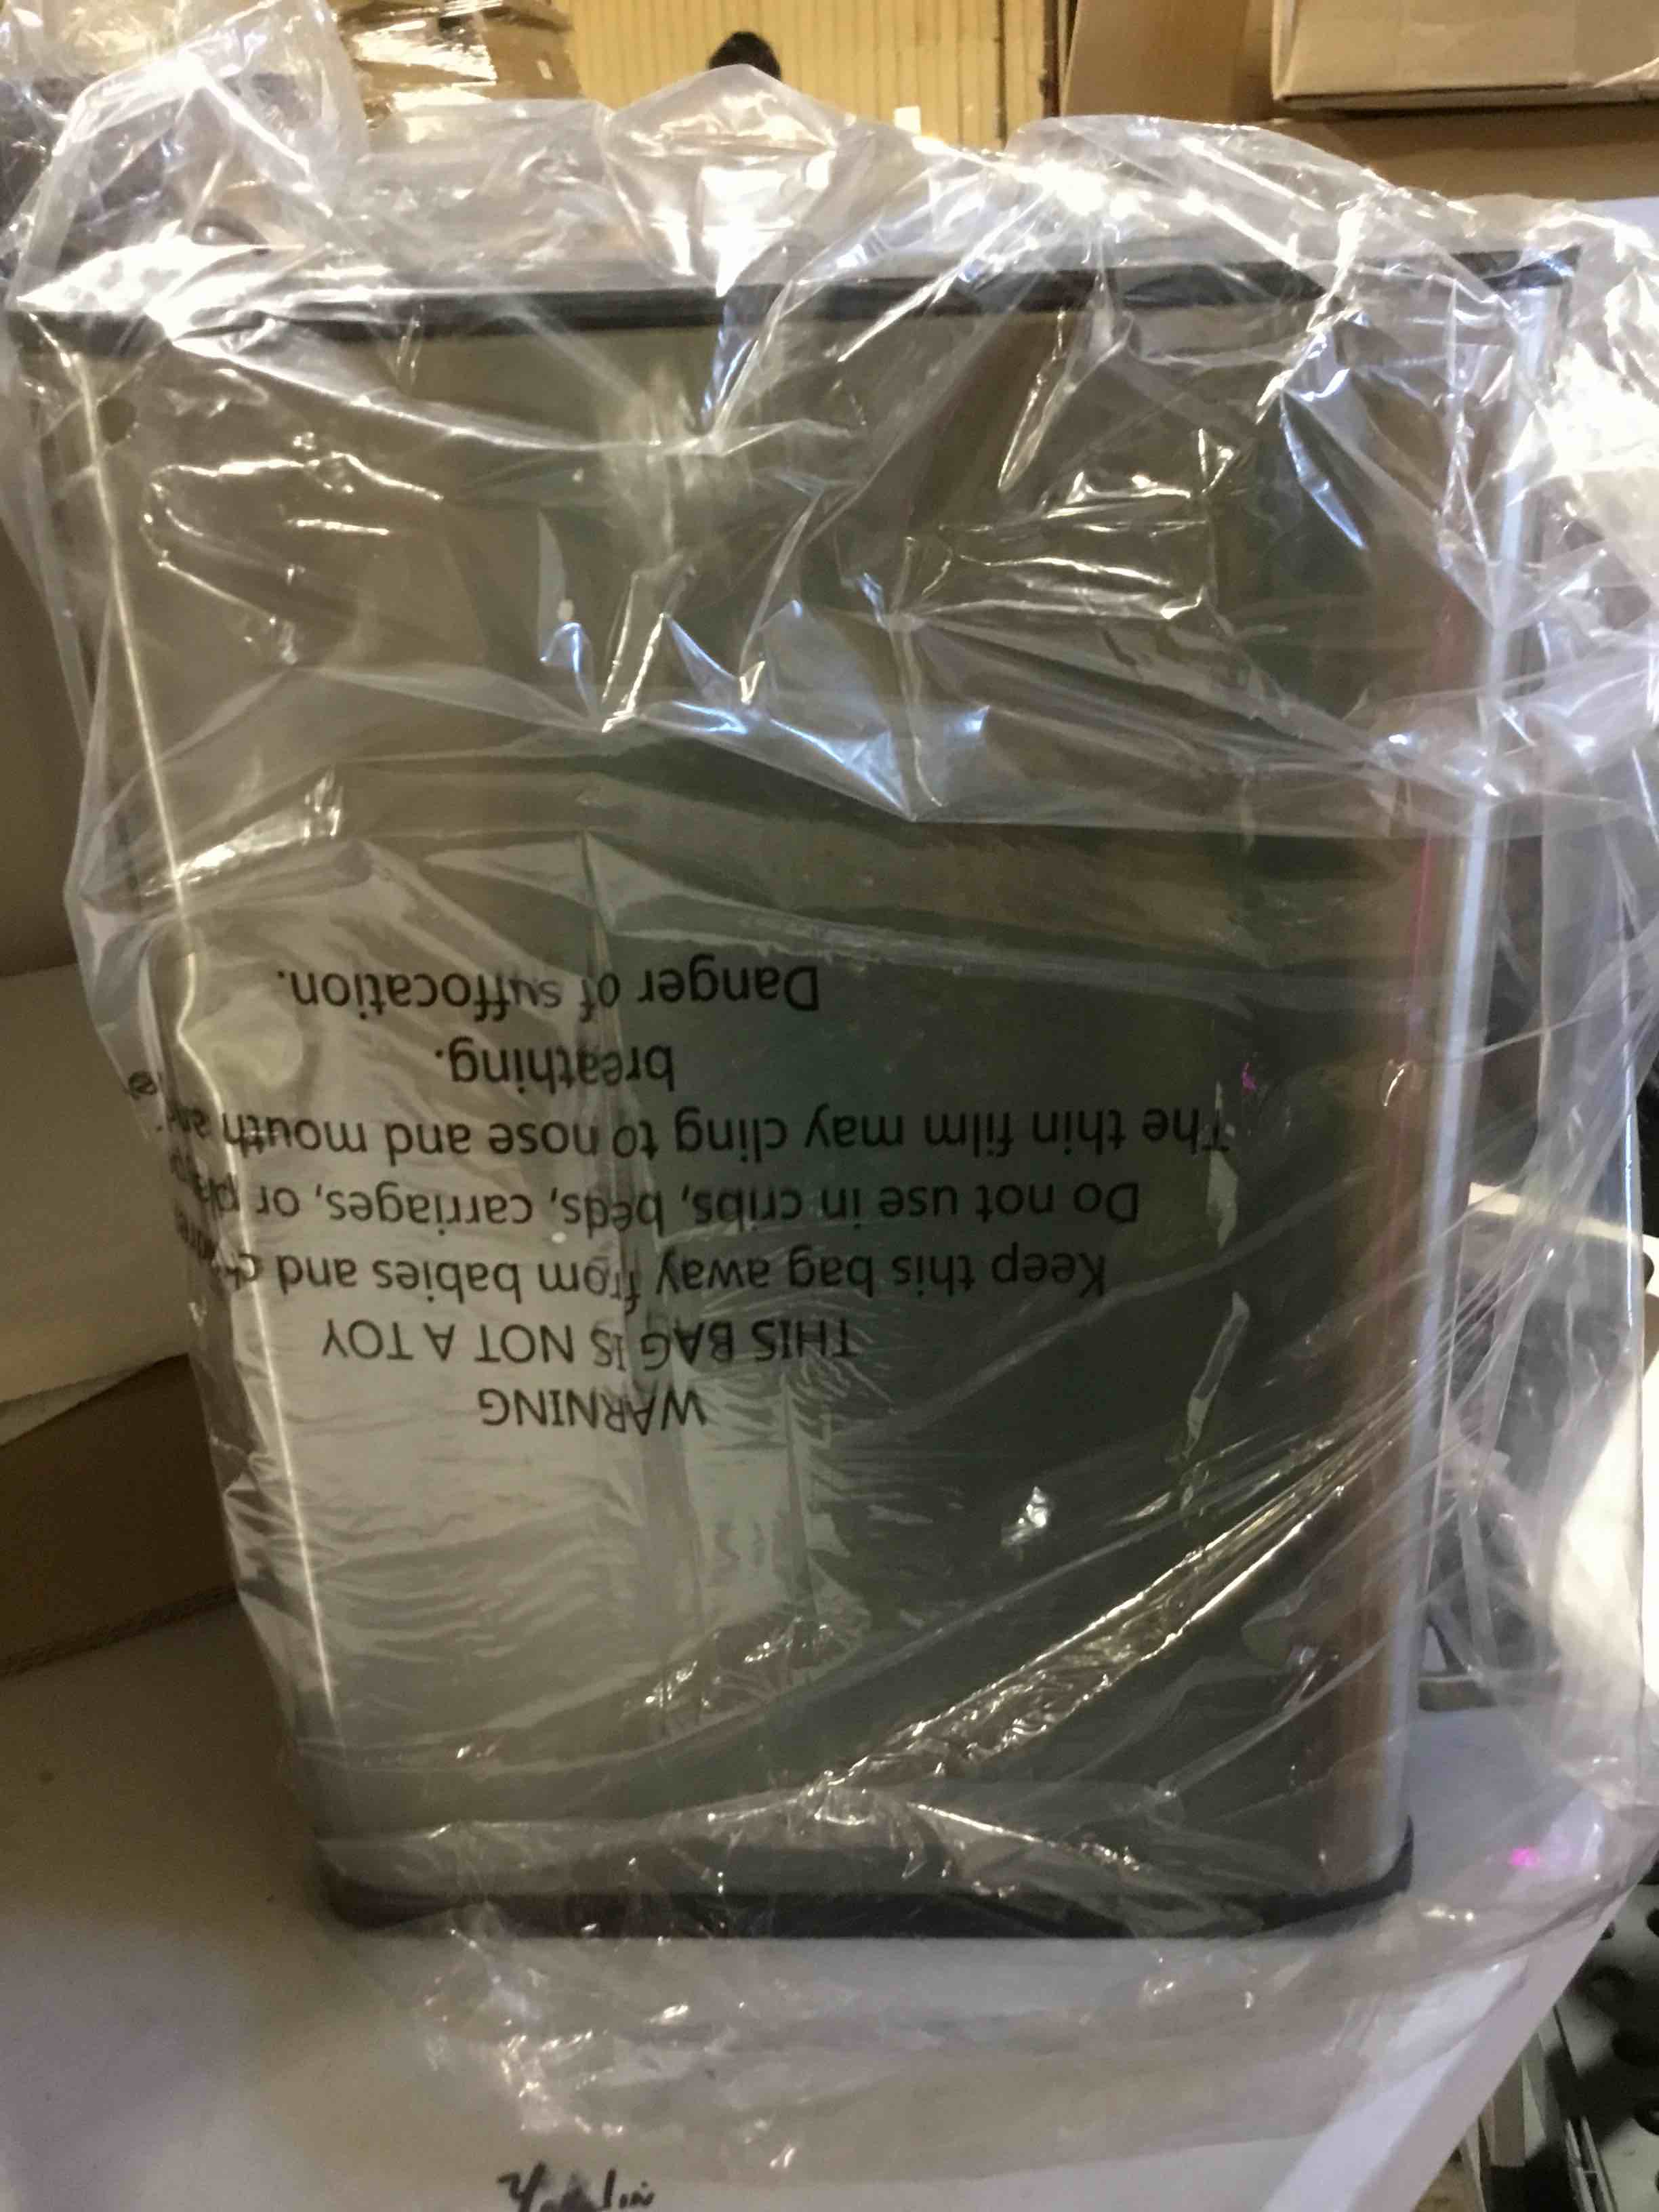 WARNING
THIS BAG IS NOT A TOY
Keep this bag away from babies and
Do not use in cribs, beds, carriages, or
The thin film may cling to nose and mouth
breathing.
Danger of suffocation.